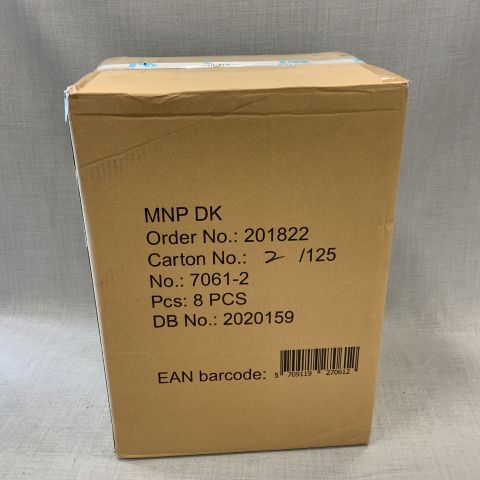 MNP DK
Order No.: 201822
Carton No.: 2 /125
No.: 7061-2
Pcs: 8 PCS
DB No.: 2020159
EAN barcode: 5 709119 270612